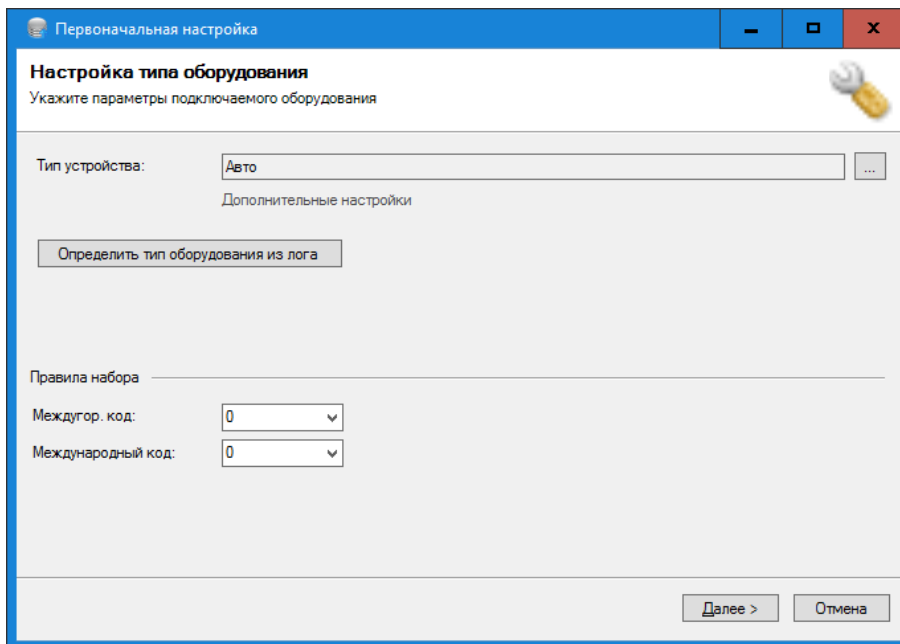 Первоначальная настройка
Настройка типа оборудования
Укажите параметры подключаемого оборудования
Тип устройства: Авто ...
Дополнительные настройки
Определить тип оборудования из лога
Правила набора
Междугор. код: 0
Международный код: 0
Далее > Отмена